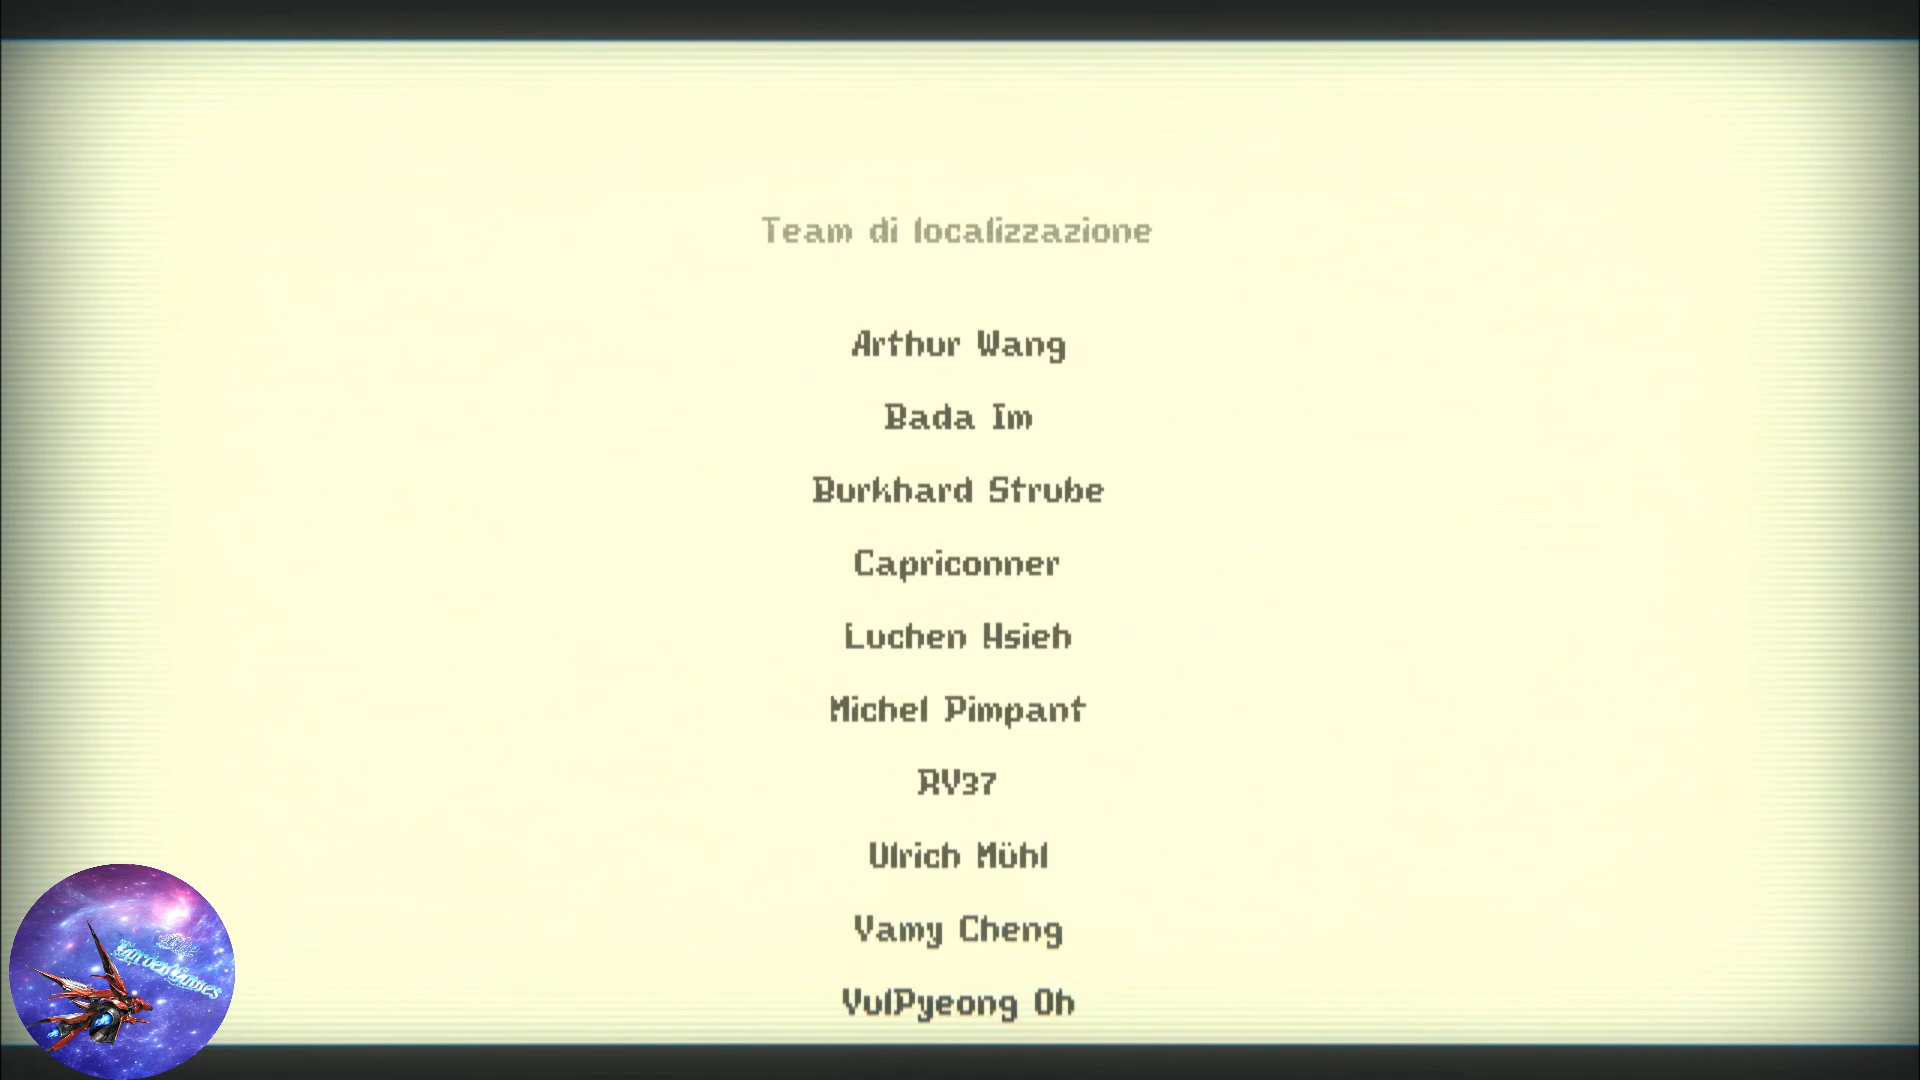 Team di localizzazione
Arthur Wang
Bada Im
Burkhard Strube
Capriconner
Luchen Hsieh
Michel Pimpant
RV37
Ulrich Mühl
Vamy Cheng
VulPyeong Oh